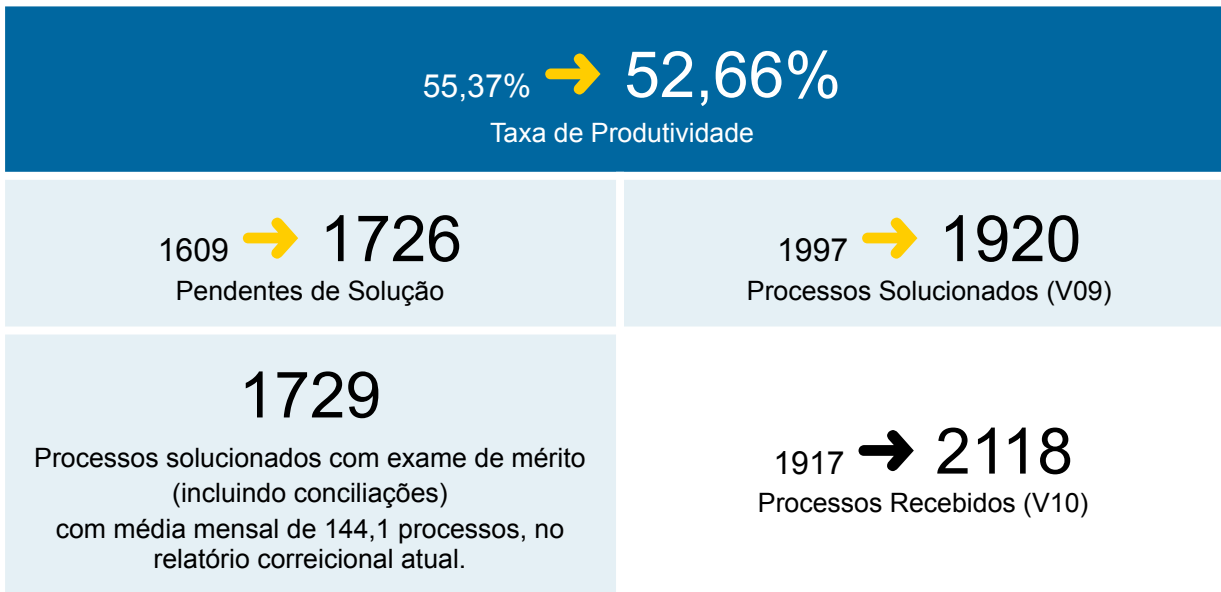 55,37% ➜ 52,66%
Taxa de Produtividade
1609 ➜ 1726
Pendentes de Solução
1997 ➜ 1920
Processos Solucionados (V09)
1729
Processos solucionados com exame de mérito
(incluindo conciliações)
com média mensal de 144,1 processos, no
relatório correicional atual.
1917 ➜ 2118
Processos Recebidos (V10)